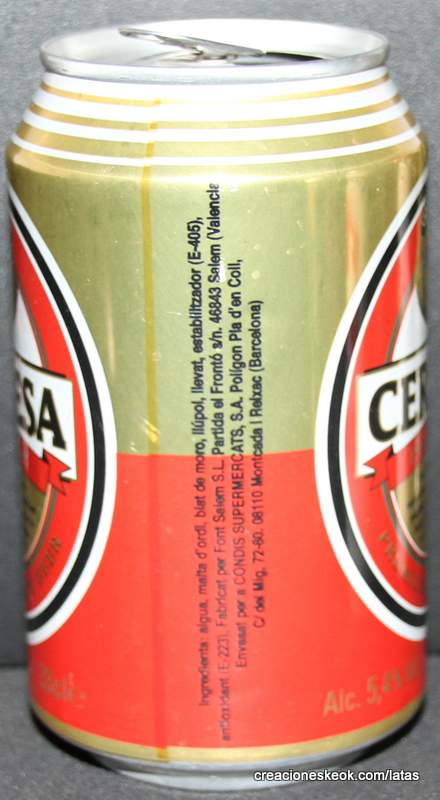 Ingredients: aigua, malta d'ordi, blat de moro, llúpol, llevat, estabilitzador (E-405),
antioxidant (E-223). Fabricat per Font Salem S.L. Partida el Frontó s/n. 46843 Salem (Valencia
Envasat per a CONDIS SUPERMERCATS, S.A. Polígon Pla d'en Coll,
C/ del Mig, 72-80. 08110 Montcada i Reixac (Barcelona)
ESA
CE
Alc. 5,4%
creacioneskeok.com/latas